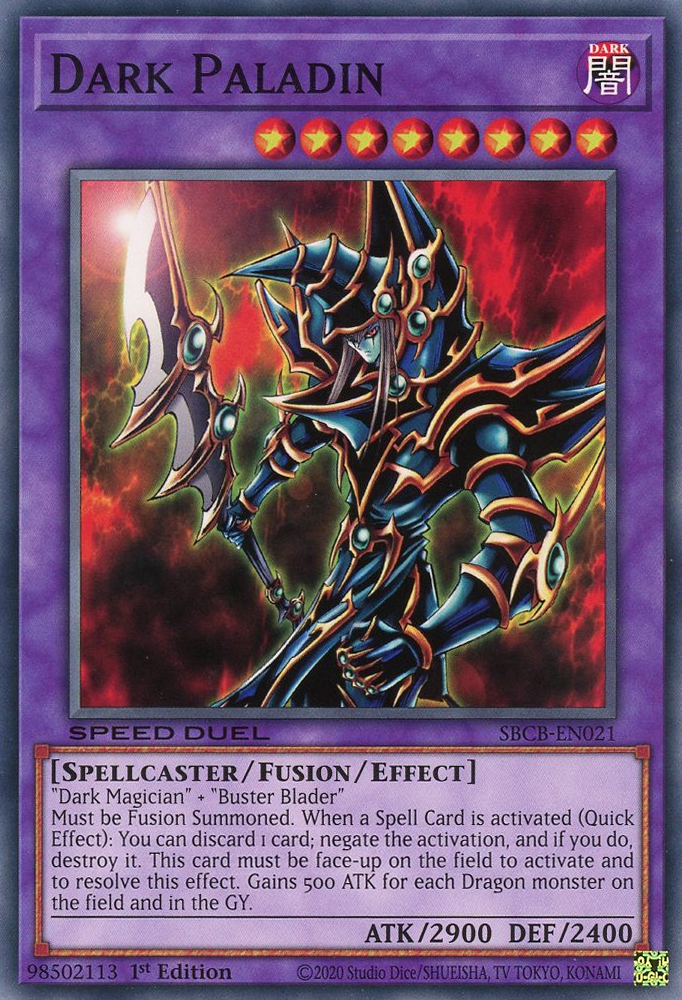 DARK PALADIN
DARK
闇
SPEED DUEL
SBCB-EN021
[SPELLCASTER/FUSION/EFFECT]
"Dark Magician" + "Buster Blader"
Must be Fusion Summoned. When a Spell Card is activated (Quick
Effect): You can discard 1 card; negate the activation, and if you do,
destroy it. This card must be face-up on the field to activate and
to resolve this effect. Gains 500 ATK for each Dragon monster on
the field and in the GY.
ATK/2900 DEF/2400
98502113 1st Edition
©2020 Studio Dice/SHUEISHA, TV TOKYO, KONAMI